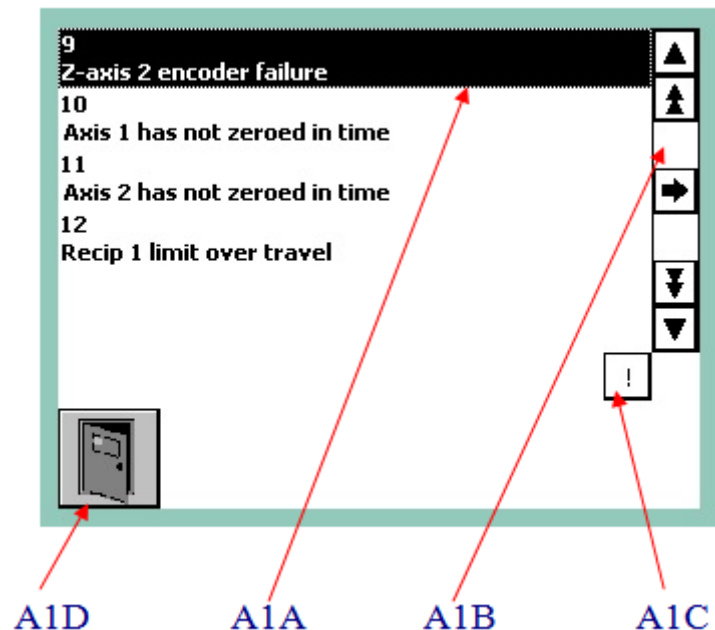 9
Z-axis 2 encoder failure
10
Axis 1 has not zeroed in time
11
Axis 2 has not zeroed in time
12
Recip 1 limit over travel
!
A1D A1A A1B A1C